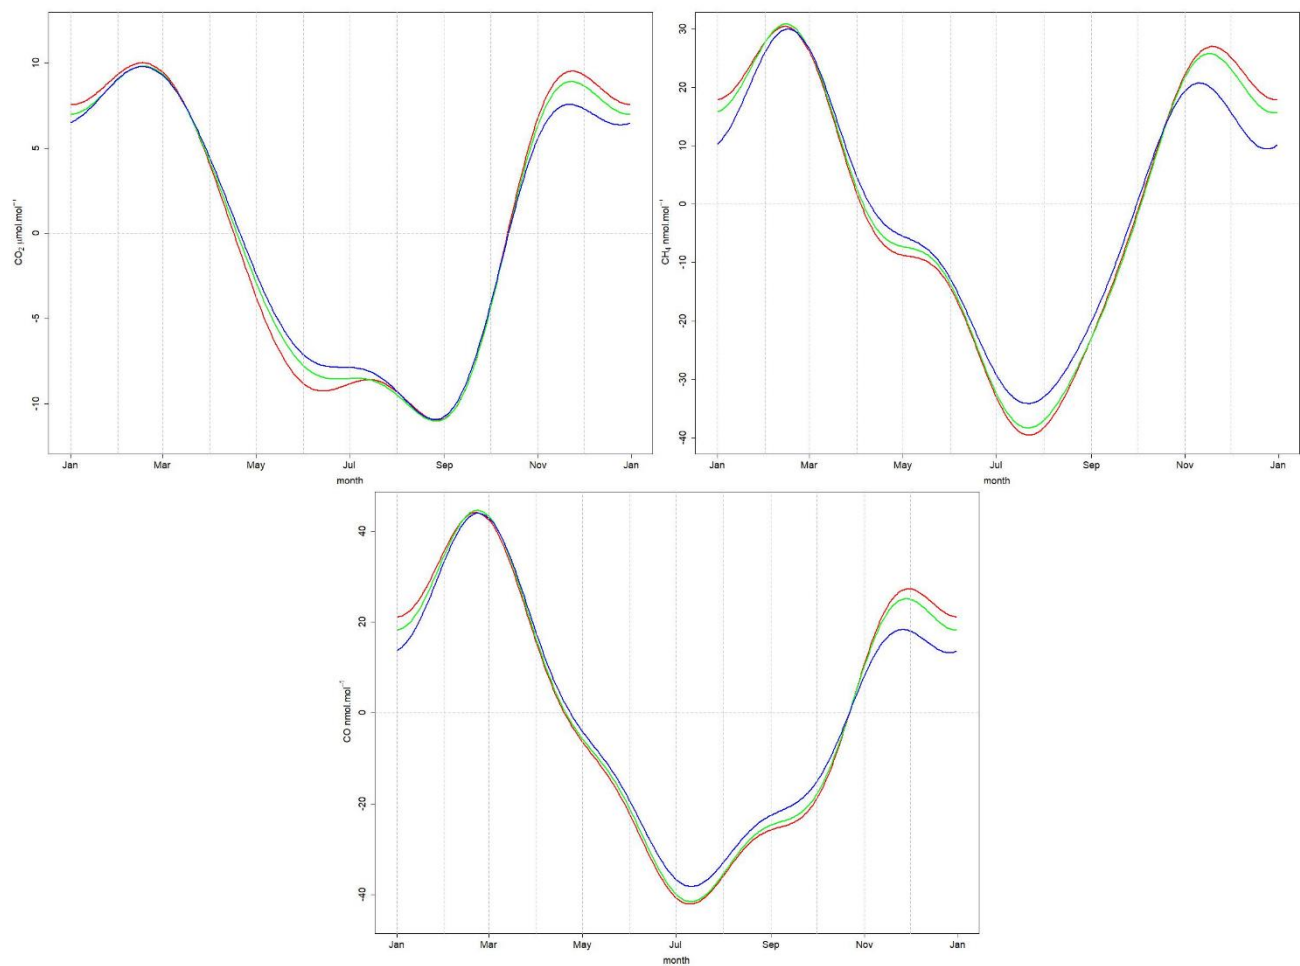 10
5
0
-5
-10
CO₂ μmol.mol⁻¹
Jan
Mar
May
Jul
Sep
Nov
Jan
month
30
20
10
0
-10
-20
-30
-40
CH₄ nmol.mol⁻¹
Jan
Mar
May
Jul
Sep
Nov
Jan
month
40
20
0
-20
-40
CO nmol.mol⁻¹
Jan
Mar
May
Jul
Sep
Nov
Jan
month